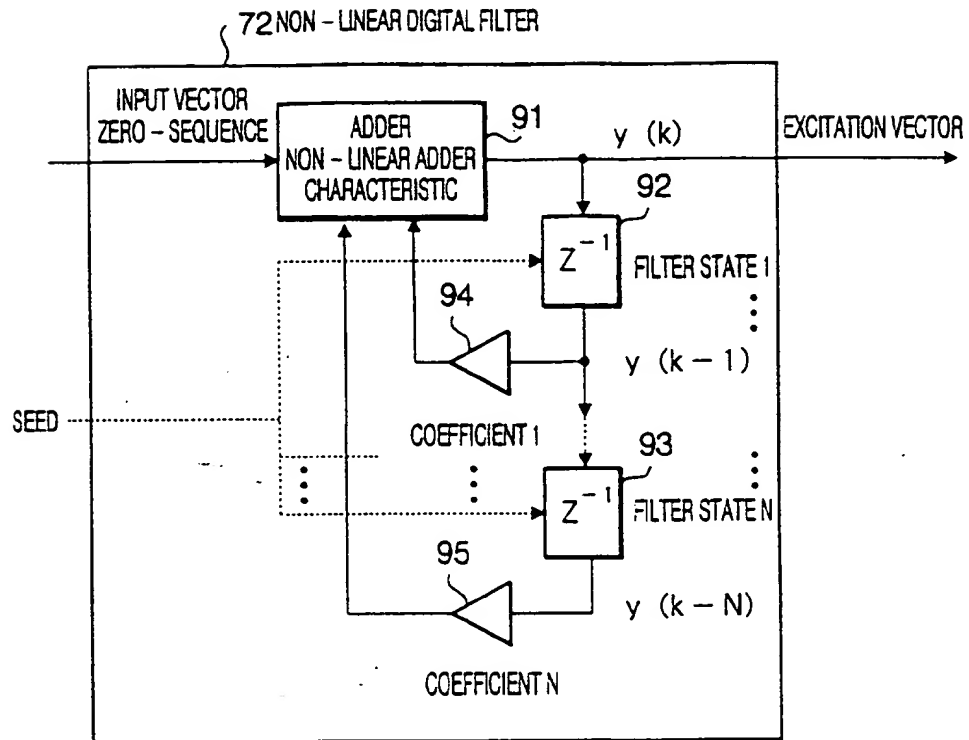 72 NON-LINEAR DIGITAL FILTER
INPUT VECTOR
ZERO-SEQUENCE
ADDER
NON-LINEAR ADDER
CHARACTERISTIC
91
y (k)
EXCITATION VECTOR
92
Z⁻¹
FILTER STATE 1
94
y (k-1)
SEED
COEFFICIENT 1
93
Z⁻¹
FILTER STATE N
95
y (k-N)
COEFFICIENT N